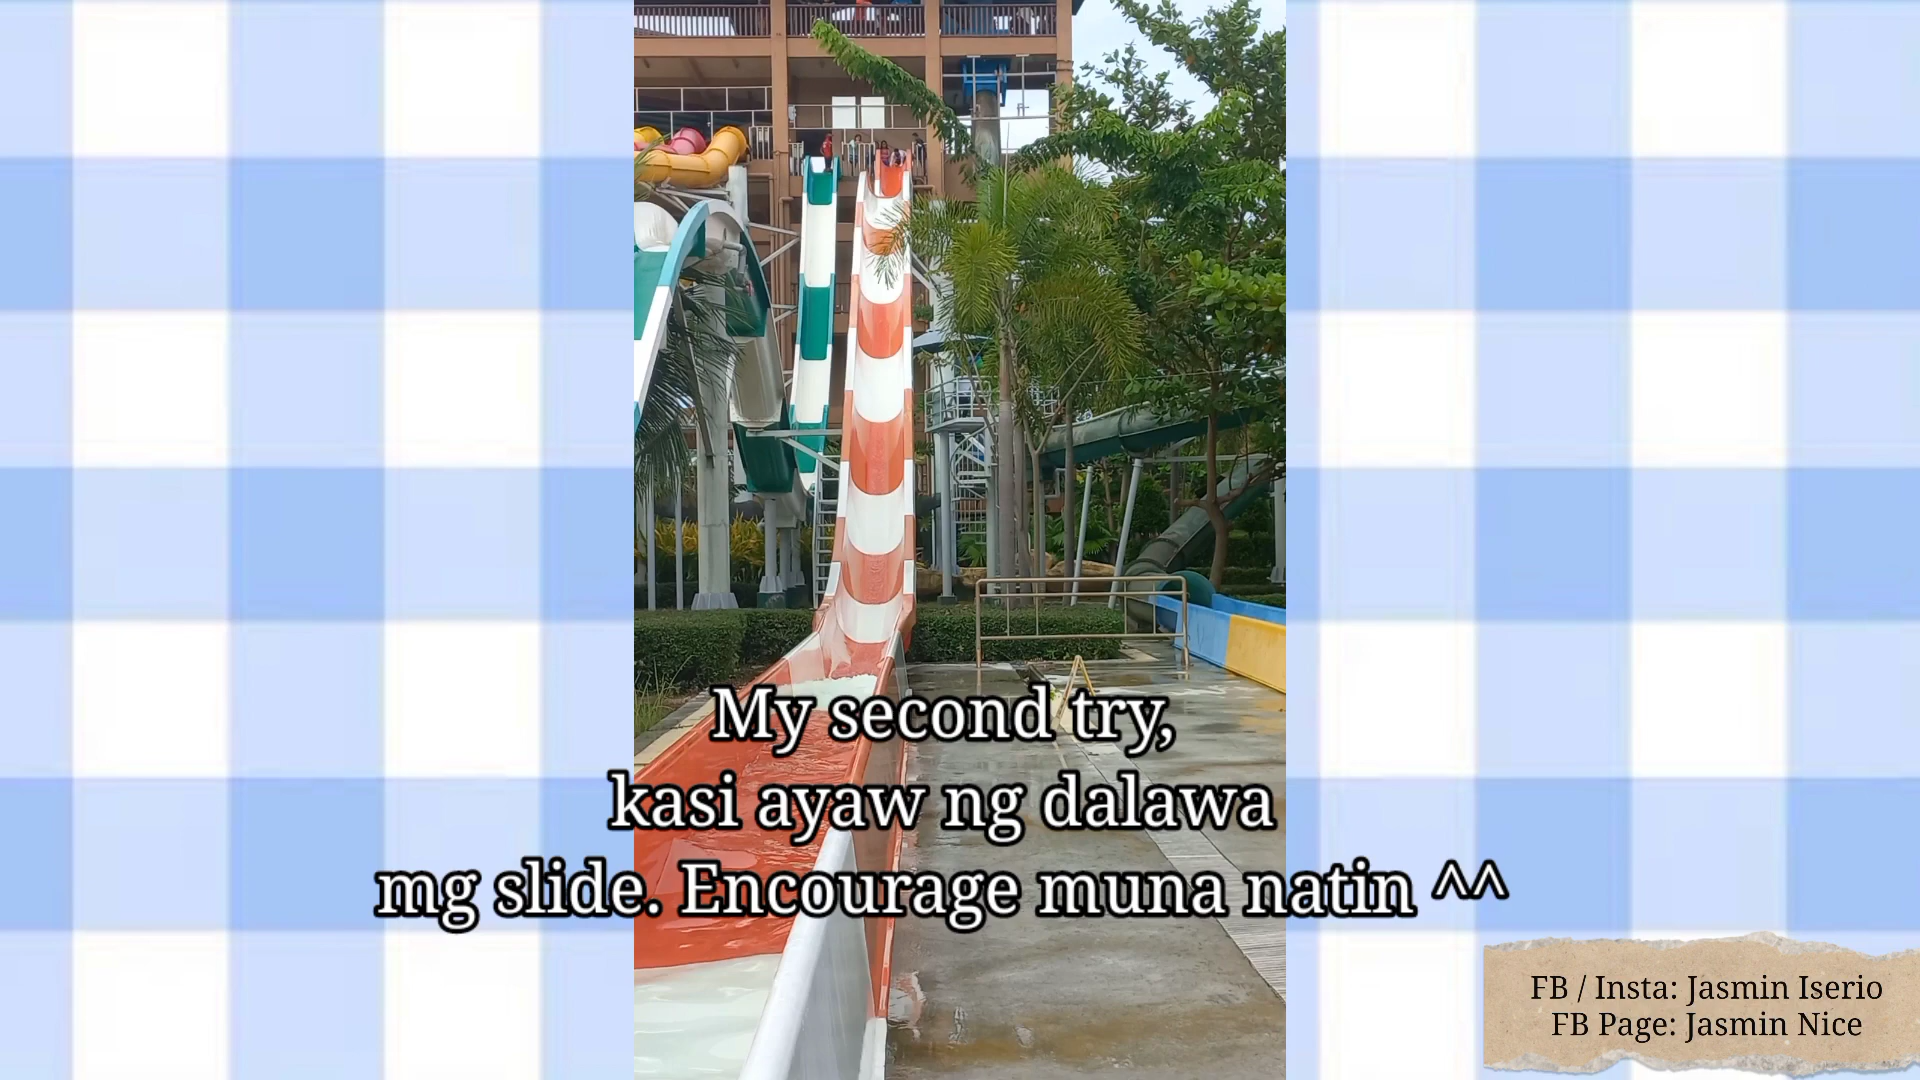 My second try,
kasi ayaw ng dalawa
mg slide. Encourage muna natin ^^
FB / Insta: Jasmin Iserio
FB Page: Jasmin Nice